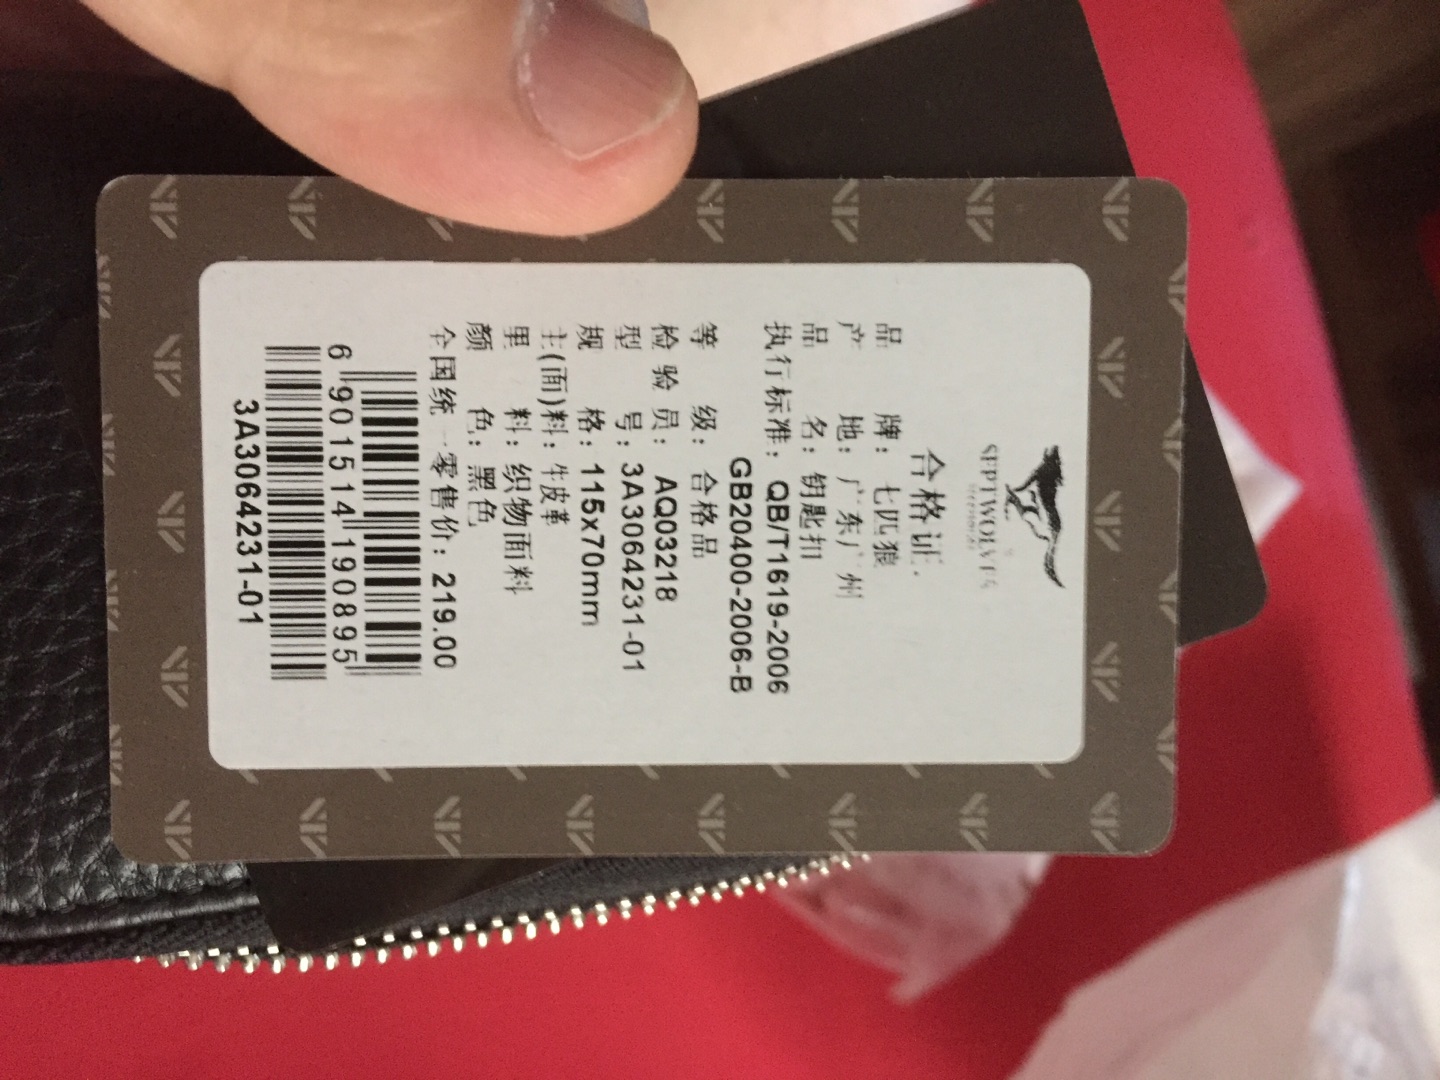 SEPTWOLVES
合格证
品 牌：七匹狼
产 地：广东广州
品 名：钥匙扣
执行标准：QB/T1619-2006
GB20400-2006-B
等 级：合格品
检 验 员：AQ03218
型 号：3A3064231-01
规 格：115x70mm
主(面)料：牛皮革
里 料：织物面料
颜 色：黑色
全国统一零售价：219.00
6 901514 190895
3A3064231-01